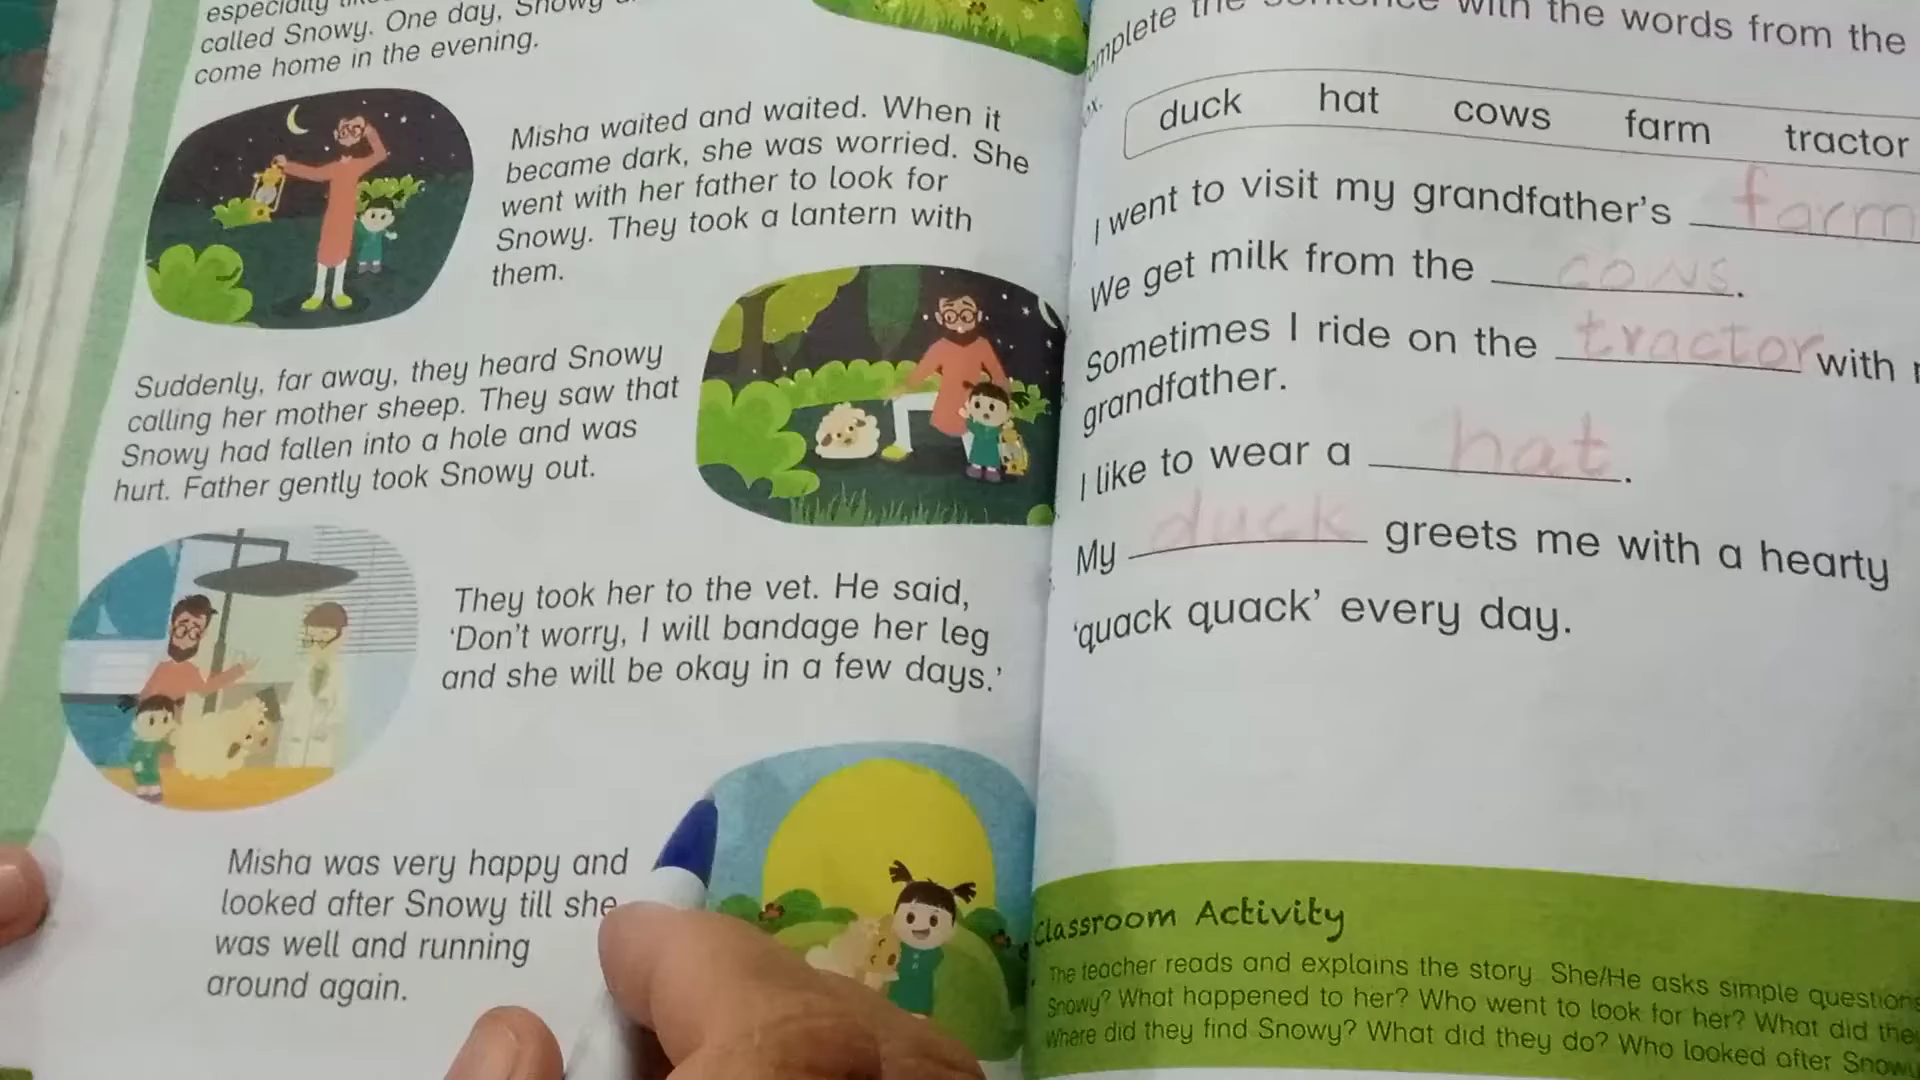 called Snowy. One day,
come home in the evening.
Misha waited and waited. When it
became dark, she was worried. She
went with her father to look for
Snowy. They took a lantern with
them.
Suddenly, far away, they heard Snowy
calling her mother sheep. They saw that
Snowy had fallen into a hole and was
hurt. Father gently took Snowy out.
They took her to the vet. He said,
‘Don't worry, I will bandage her leg
and she will be okay in a few days.’
Misha was very happy and
looked after Snowy till she
was well and running
around again.
with the words from the
duck hat cows farm tractor
I went to visit my grandfather's farm
We get milk from the cows.
Sometimes I ride on the tractor with
grandfather.
I like to wear a hat.
My duck greets me with a hearty
‘quack quack’ every day.
Classroom Activity
The teacher reads and explains the story. She/He asks simple questions
Snowy? What happened to her? Who went to look for her? What did
Where did they find Snowy? What did they do? Who looked after Snowy